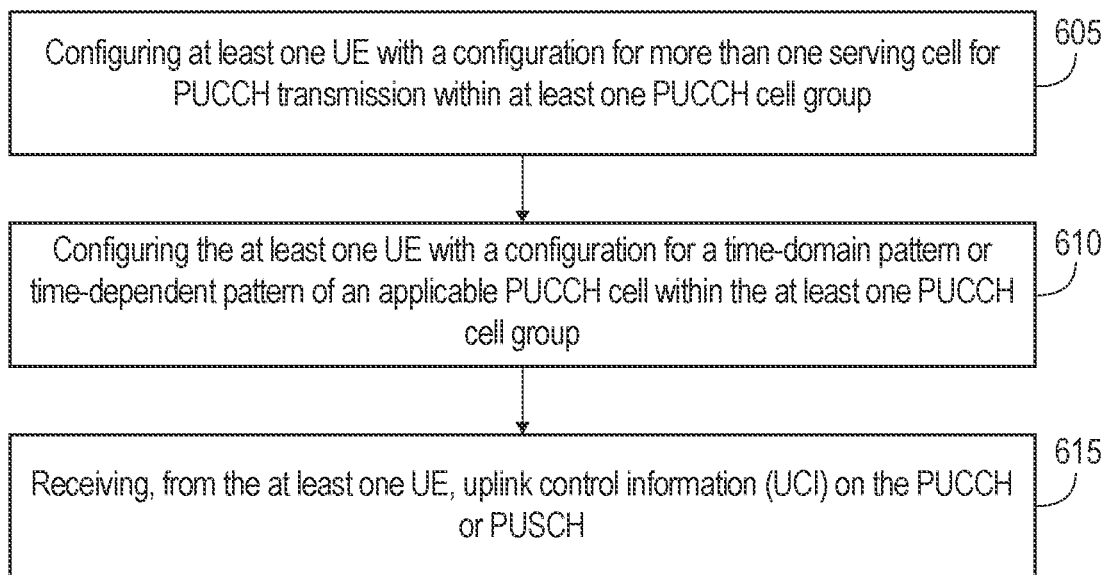 605
Configuring at least one UE with a configuration for more than one serving cell for
PUCCH transmission within at least one PUCCH cell group
610
Configuring the at least one UE with a configuration for a time-domain pattern or
time-dependent pattern of an applicable PUCCH cell within the at least one PUCCH
cell group
615
Receiving, from the at least one UE, uplink control information (UCI) on the PUCCH
or PUSCH